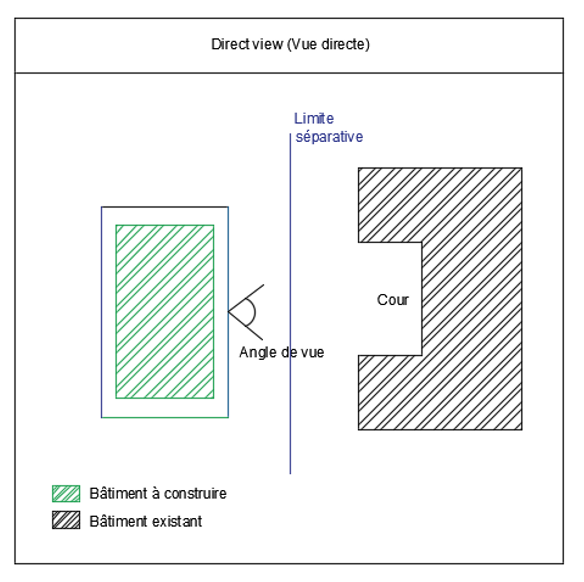 Direct view (Vue directe)
Limite
séparative
Cour
Angle de vue
Bâtiment à construire
Bâtiment existant